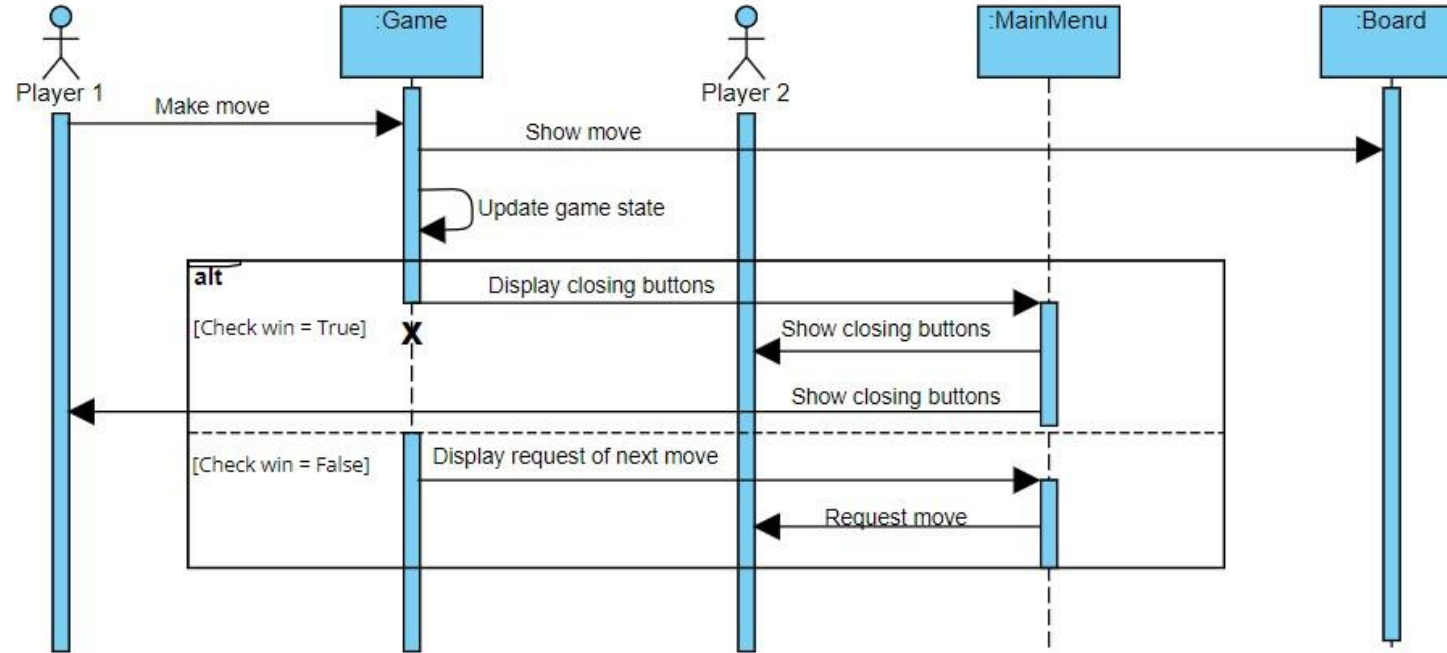 :Game
:MainMenu
:Board
Player 1
Player 2
Make move
Show move
Update game state
alt
Display closing buttons
[Check win = True]
Show closing buttons
X
Show closing buttons
[Check win = False]
Display request of next move
Request move